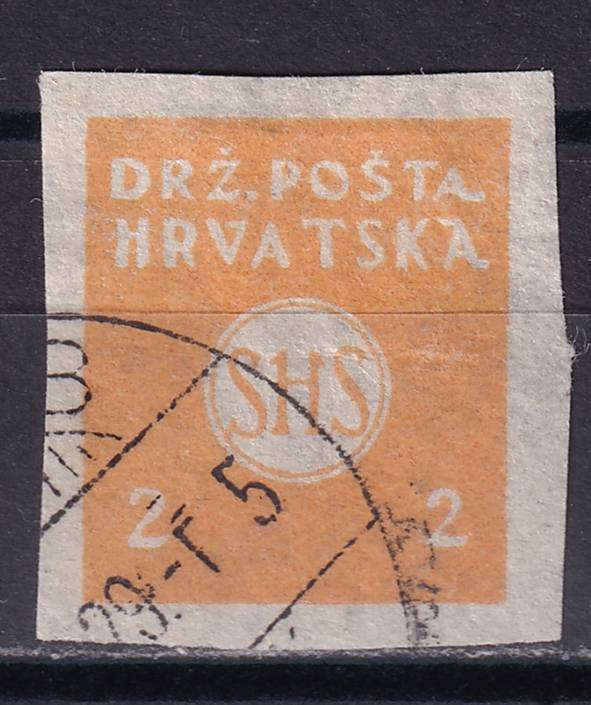 DRŽ. POŠTA
HRVATSKA
SHS
2 2